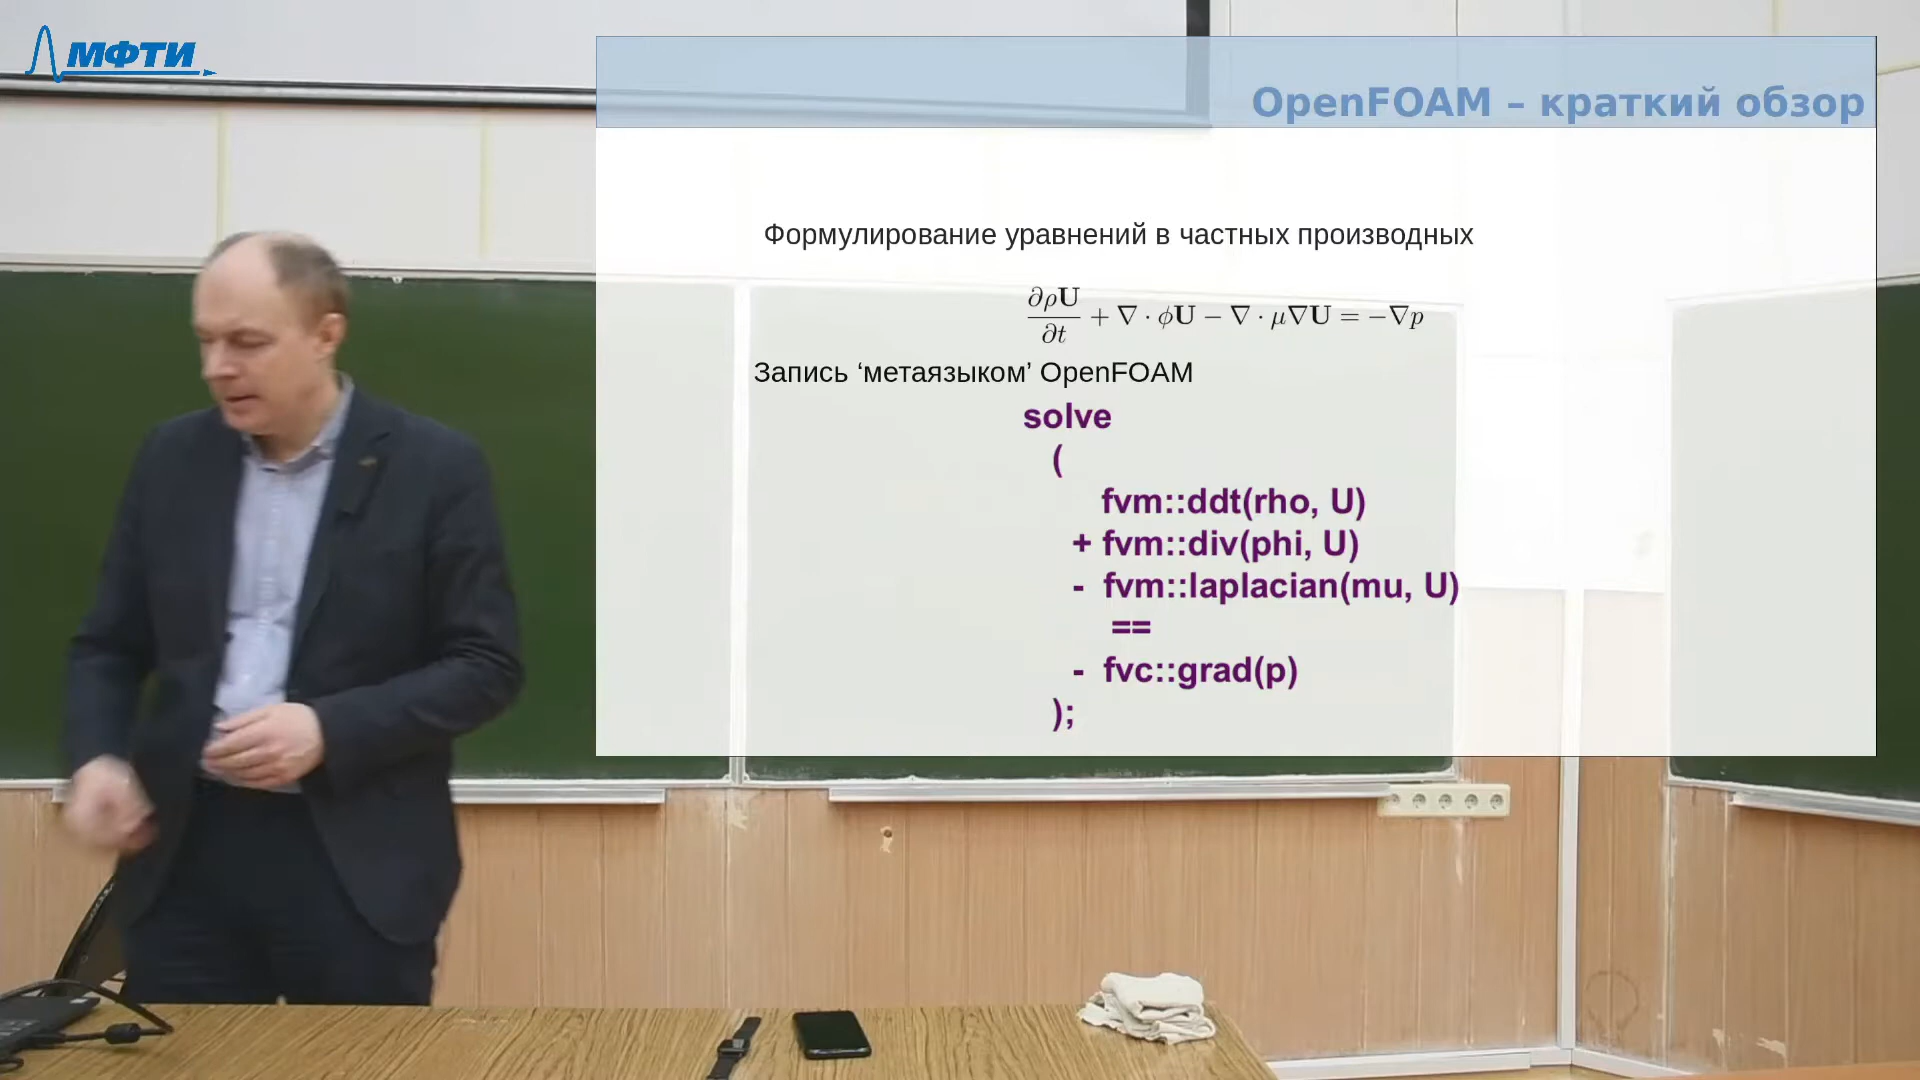 МФТИ
OpenFOAM – краткий обзор
Формулирование уравнений в частных производных
∂ρU/∂t + ∇ · ϕU − ∇ · μ∇U = −∇p
Запись ‘метаязыком’ OpenFOAM
solve
(
fvm::ddt(rho, U)
+ fvm::div(phi, U)
- fvm::laplacian(mu, U)
==
- fvc::grad(p)
);